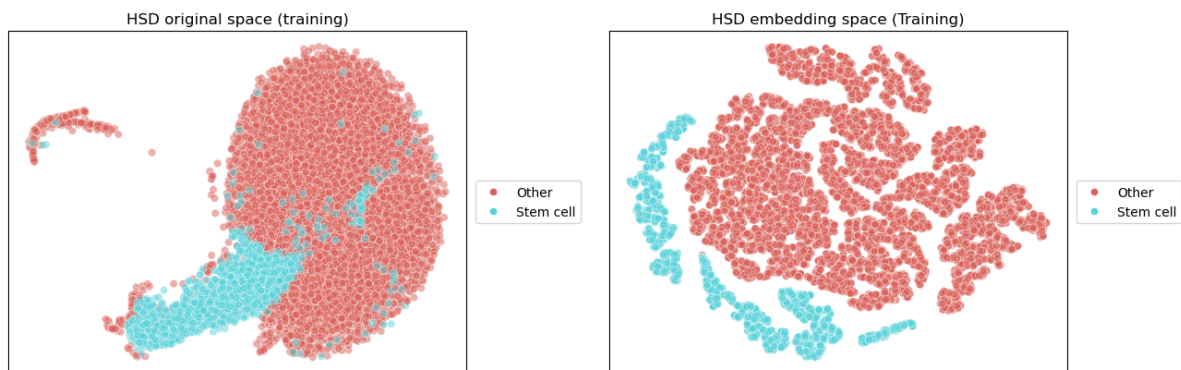 HSD original space (training)
Other
Stem cell
HSD embedding space (Training)
Other
Stem cell